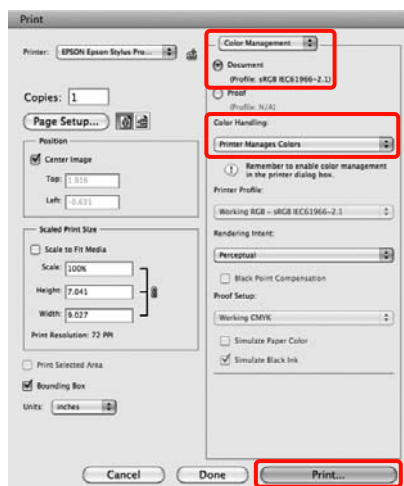 Print
Printer: EPSON Epson Stylus Pro...
Copies: 1
Page Setup...
Position
Center Image
Top: 1.916
Left: -0.431
Scaled Print Size
Scale to Fit Media
Scale: 100%
Height: 7.041
Width: 9.027
Print Resolution: 72 PPI
Print Selected Area
Bounding Box
Units: inches
Color Management
Document
(Profile: sRGB IEC61966-2.1)
Proof
(Profile: N/A)
Color Handling:
Printer Manages Colors
Remember to enable color management
in the printer dialog box.
Printer Profile:
Working RGB - sRGB IEC61966-2.1
Rendering Intent:
Perceptual
Black Point Compensation
Proof Setup:
Working CMYK
Simulate Paper Color
Simulate Black Ink
Cancel
Done
Print...